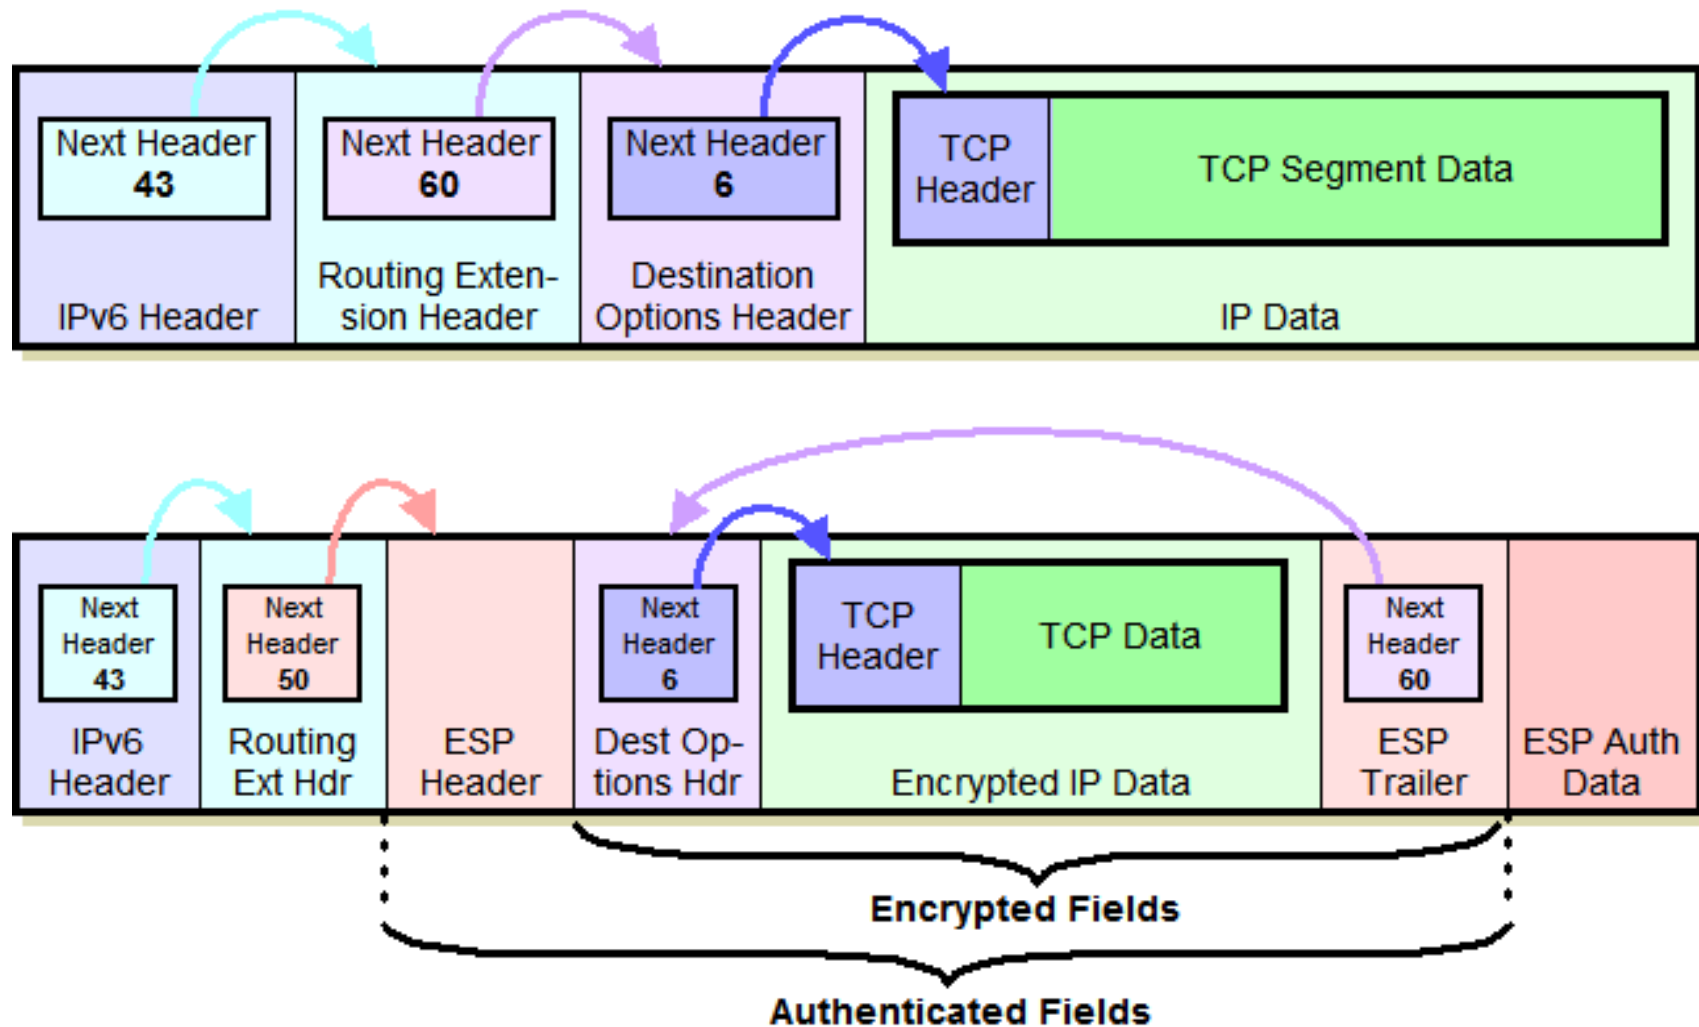 Next Header
43
IPv6 Header
Next Header
60
Routing Exten-
sion Header
Next Header
6
Destination
Options Header
TCP
Header
TCP Segment Data
IP Data
Next
Header
43
IPv6
Header
Next
Header
50
Routing
Ext Hdr
ESP
Header
Next
Header
6
Dest Op-
tions Hdr
TCP
Header
TCP Data
Encrypted IP Data
Next
Header
60
ESP
Trailer
ESP Auth
Data
Encrypted Fields
Authenticated Fields